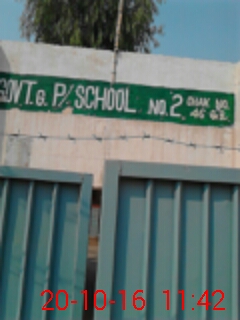 GOVT. G. P/SCHOOL NO. 2 CHAK NO.
46 G.B.
20-10-16 11:42